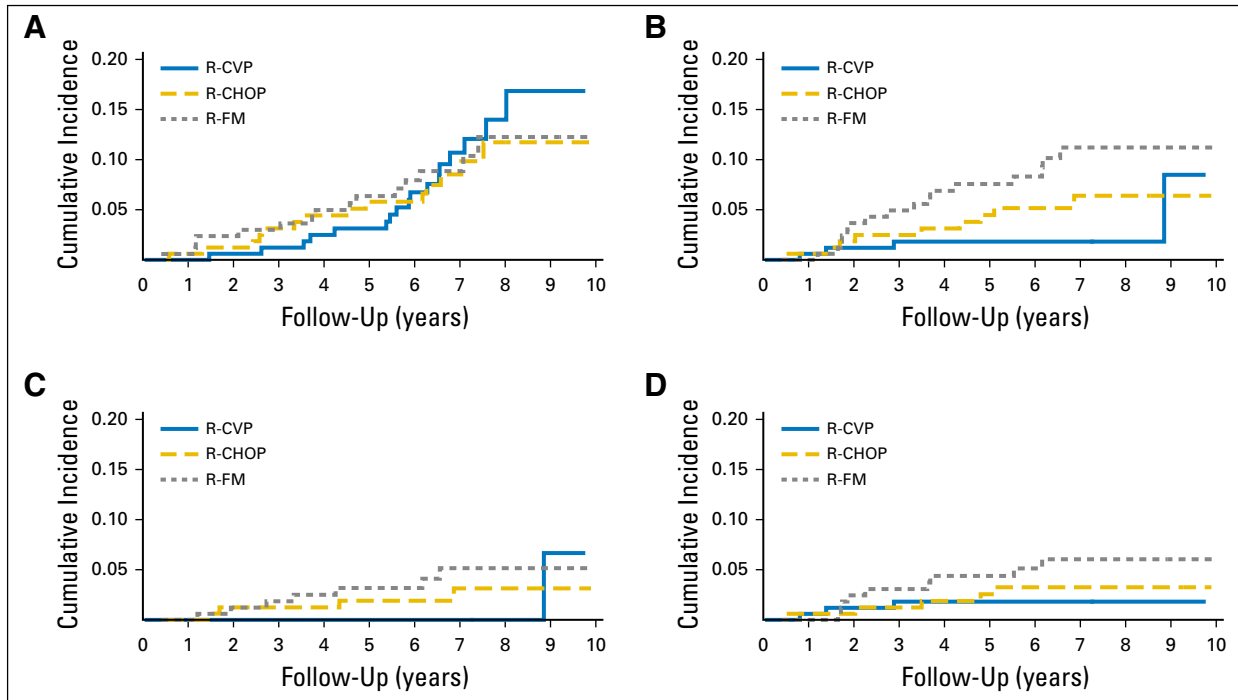 A
Cumulative Incidence
0.20
0.15
0.10
0.05
R-CVP
R-CHOP
R-FM
0 1 2 3 4 5 6 7 8 9 10
Follow-Up (years)
B
Cumulative Incidence
0.20
0.15
0.10
0.05
R-CVP
R-CHOP
R-FM
0 1 2 3 4 5 6 7 8 9 10
Follow-Up (years)
C
Cumulative Incidence
0.20
0.15
0.10
0.05
R-CVP
R-CHOP
R-FM
0 1 2 3 4 5 6 7 8 9 10
Follow-Up (years)
D
Cumulative Incidence
0.20
0.15
0.10
0.05
R-CVP
R-CHOP
R-FM
0 1 2 3 4 5 6 7 8 9 10
Follow-Up (years)